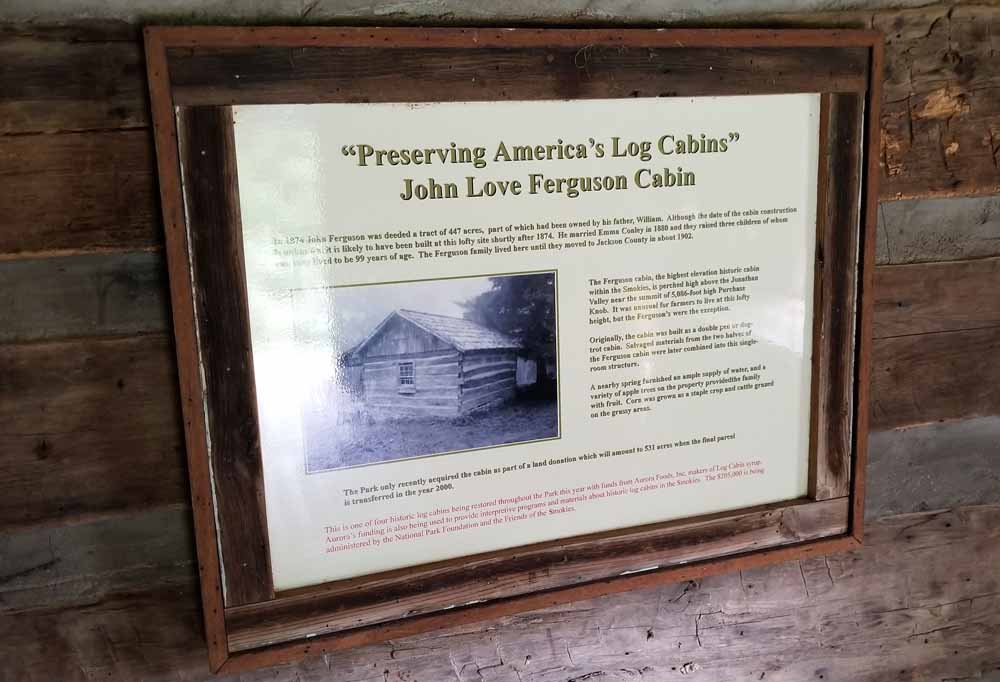 “Preserving America’s Log Cabins”
John Love Ferguson Cabin
In 1874 John Ferguson was deeded a tract of 447 acres, part of which had been owned by his father, William. Although the date of the cabin construction
is it is likely to have been built at this lofty site shortly after 1874. He married Emma Conley in 1880 and they raised three children of whom
was lived to be 99 years of age. The Ferguson family lived here until they moved to Jackson County in about 1902.
The Ferguson cabin, the highest elevation historic cabin
within the Smokies, is perched high above the Jonathan
Valley near the summit of 5,086-foot high Purchase
Knob. It was unusual for farmers to live at this lofty
height, but the Ferguson’s were the exception.
Originally, the cabin was built as a double pen or dog-
trot cabin. Salvaged materials from the two halves of
the Ferguson cabin were later combined into this single-
room structure.
A nearby spring furnished an ample supply of water, and a
variety of apple trees on the property providedthe family
with fruit. Corn was grown as a staple crop and cattle grazed
on the grassy areas.
The Park only recently acquired the cabin as part of a land donation which will amount to 531 acres when the final parcel
is transferred in the year 2000.
This is one of four historic log cabins being restored throughout the Park this year with funds from Aurora Foods, Inc, makers of Log Cabin syrup.
Aurora’s funding is also being used to provide interpretive programs and materials about historic log cabins in the Smokies. The $205,000 is being
administered by the National Park Foundation and the Friends of the Smokies.